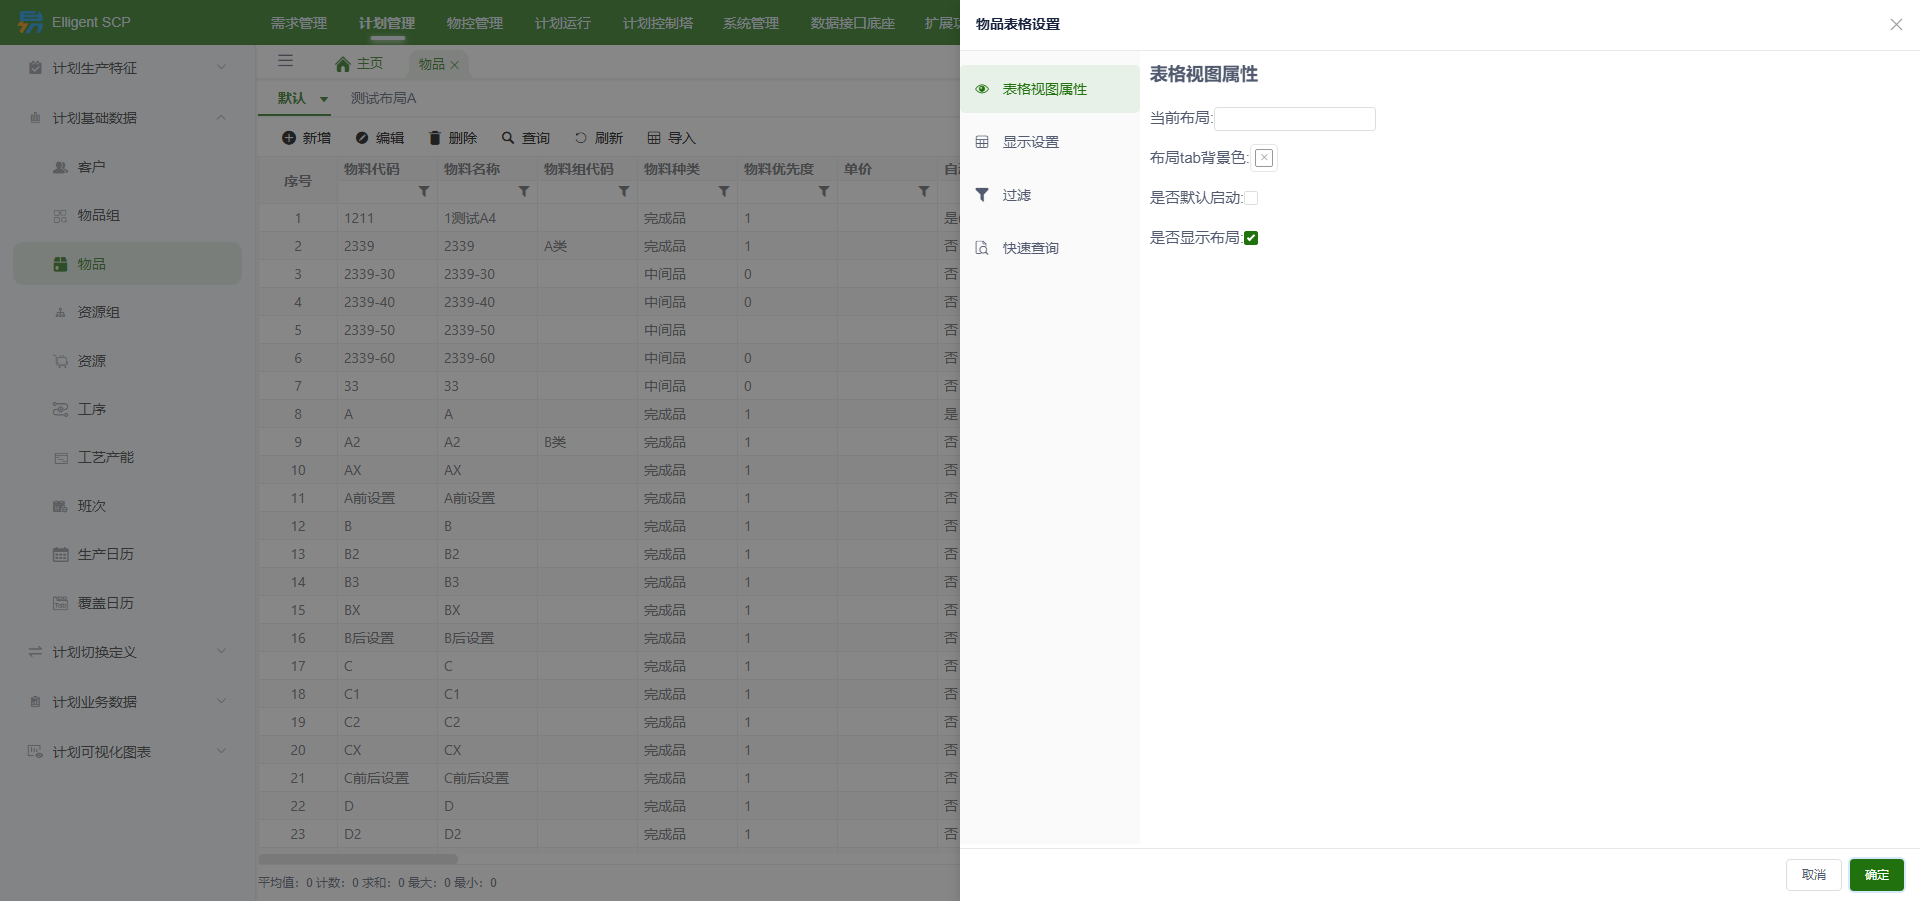 Elligent SCP
需求管理 计划管理 物控管理 计划运行 计划控制塔 系统管理 数据接口底座 扩展
计划生产特征
计划基础数据
客户
物品组
物品
资源组
资源
工序
工艺产能
班次
生产日历
覆盖日历
计划切换定义
计划业务数据
计划可视化图表
主页 物品
默认 测试布局A
新增 编辑 删除 查询 刷新 导入
序号 物料代码 物料名称 物料组代码 物料种类 物料优先度 单价 自
1 1211 1测试A4 完成品 1 是
2 2339 2339 A类 完成品 1 否
3 2339-30 2339-30 中间品 0 否
4 2339-40 2339-40 中间品 0 否
5 2339-50 2339-50 中间品 否
6 2339-60 2339-60 中间品 0 否
7 33 33 中间品 0 否
8 A A 完成品 1 是
9 A2 A2 B类 完成品 1 否
10 AX AX 完成品 1 否
11 A前设置 A前设置 完成品 1 否
12 B B 完成品 1 否
13 B2 B2 完成品 1 否
14 B3 B3 完成品 1 否
15 BX BX 完成品 1 否
16 B后设置 B后设置 完成品 1 否
17 C C 完成品 1 否
18 C1 C1 完成品 1 否
19 C2 C2 完成品 1 否
20 CX CX 完成品 1 否
21 C前后设置 C前后设置 完成品 1 否
22 D D 完成品 1 否
23 D2 D2 完成品 1 否
平均值: 0 计数: 0 求和: 0 最大: 0 最小: 0
物品表格设置
表格视图属性
显示设置
过滤
快速查询
表格视图属性
当前布局:
布局tab背景色:
是否默认启动:
是否显示布局:
取消 确定